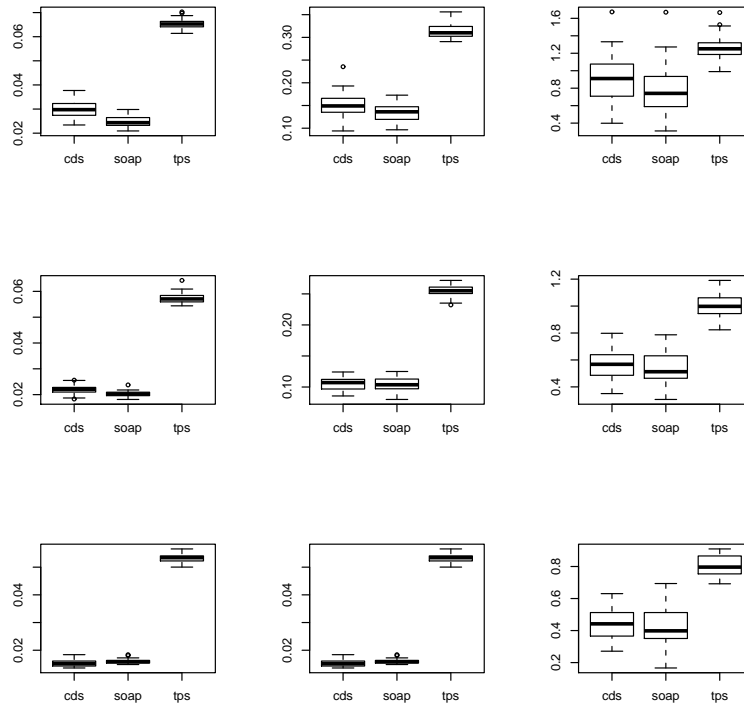 0.02 0.04 0.06
cds soap tps
0.10 0.20 0.30
cds soap tps
0.4 0.8 1.2 1.6
cds soap tps
0.02 0.04 0.06
cds soap tps
0.10 0.20
cds soap tps
0.4 0.8 1.2
cds soap tps
0.02 0.04
cds soap tps
0.02 0.04
cds soap tps
0.2 0.4 0.6 0.8
cds soap tps